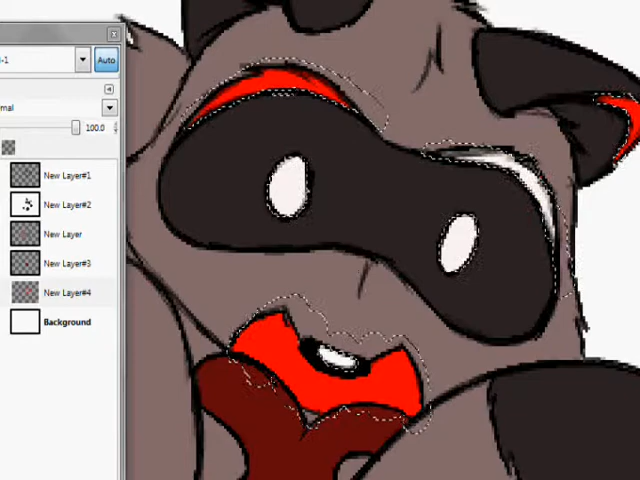 -1
Auto
mal
100.0
New Layer#1
New Layer#2
New Layer
New Layer#3
New Layer#4
Background